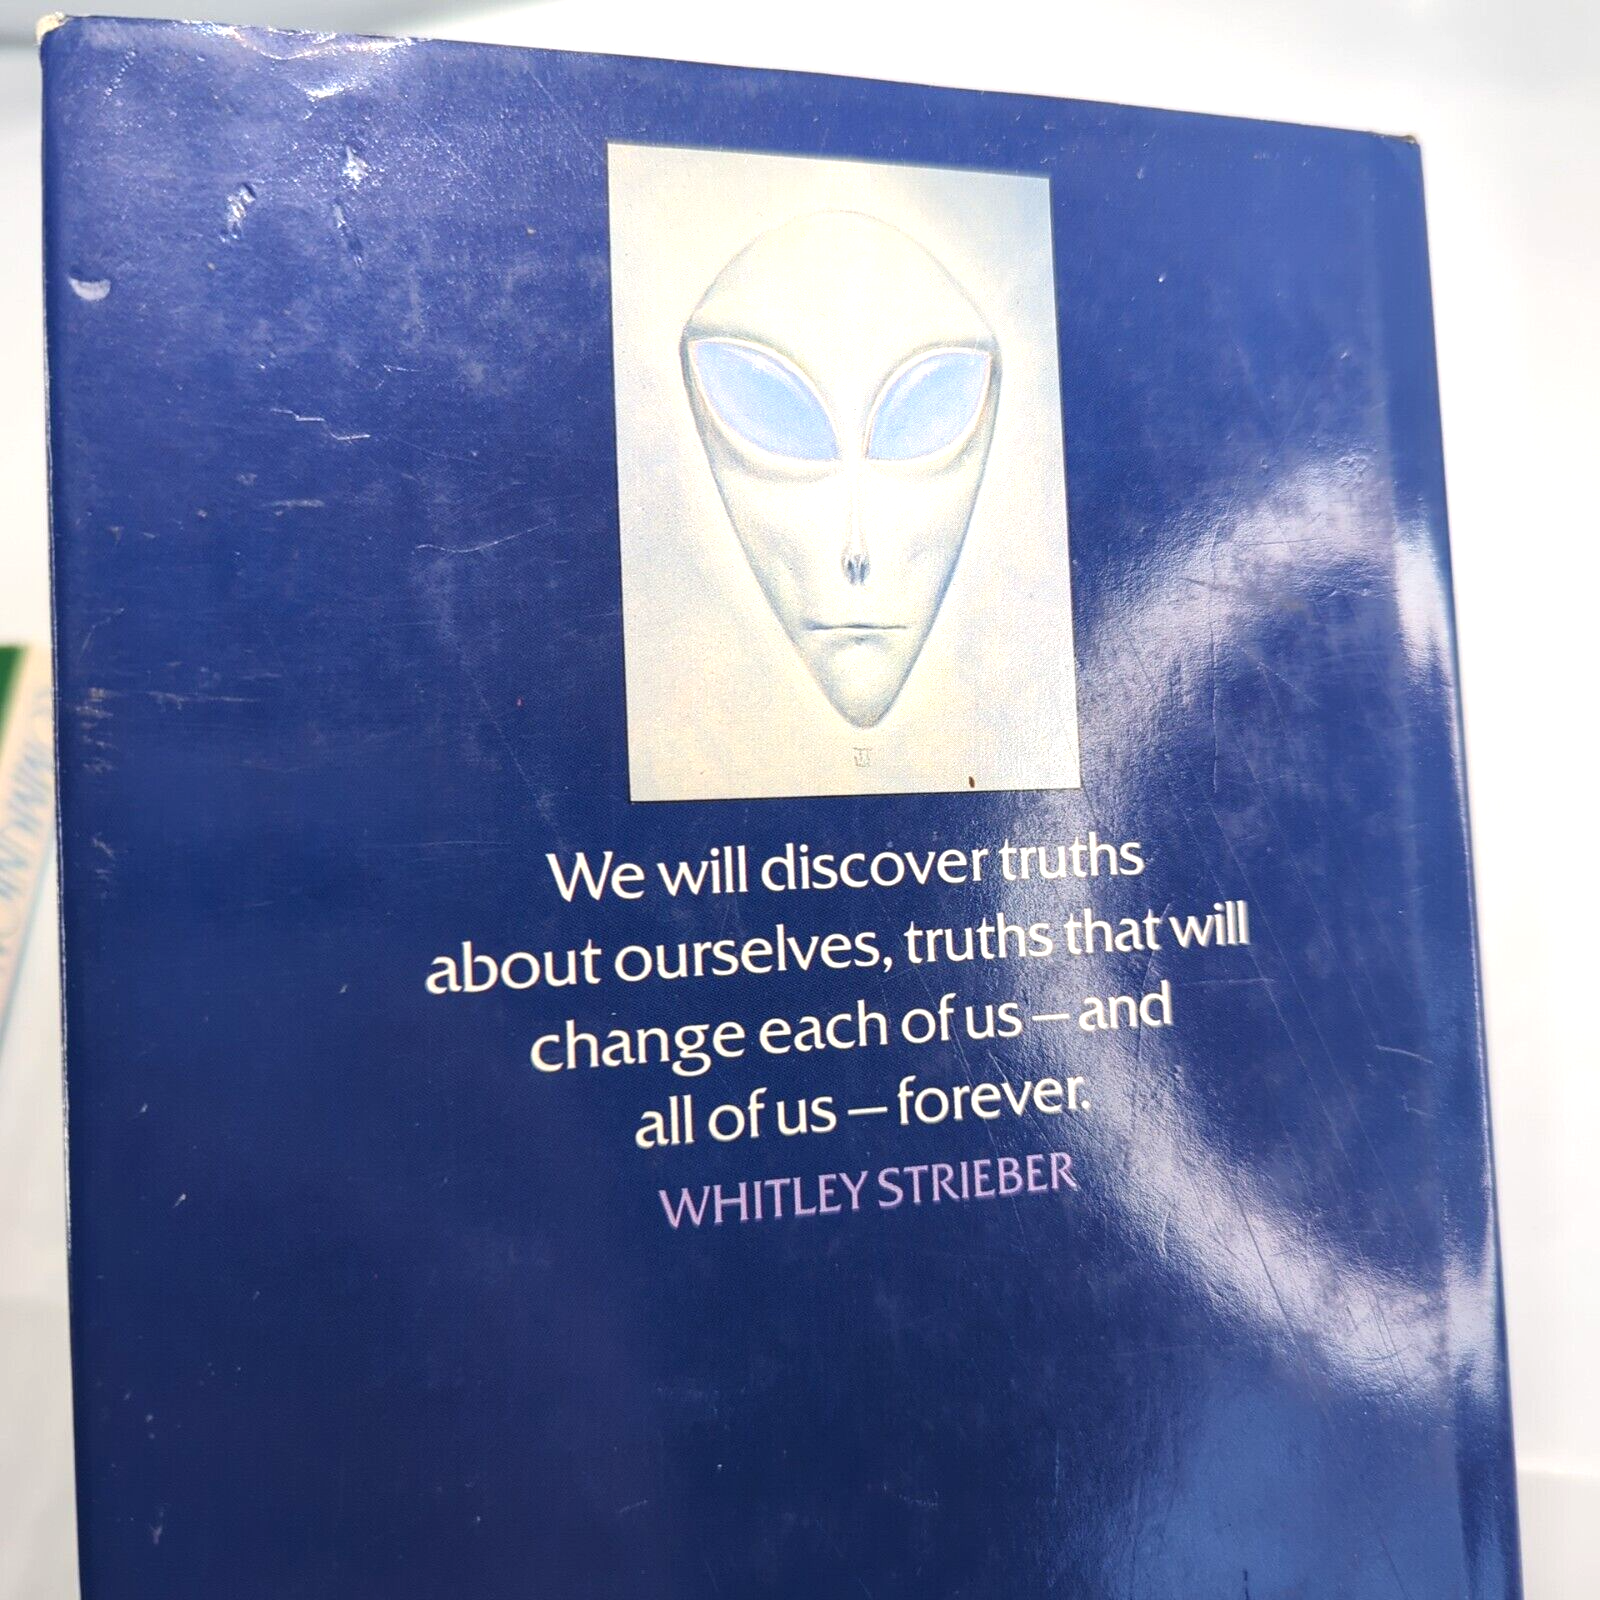 We will discover truths
about ourselves, truths that will
change each of us – and
all of us – forever.
WHITLEY STRIEBER